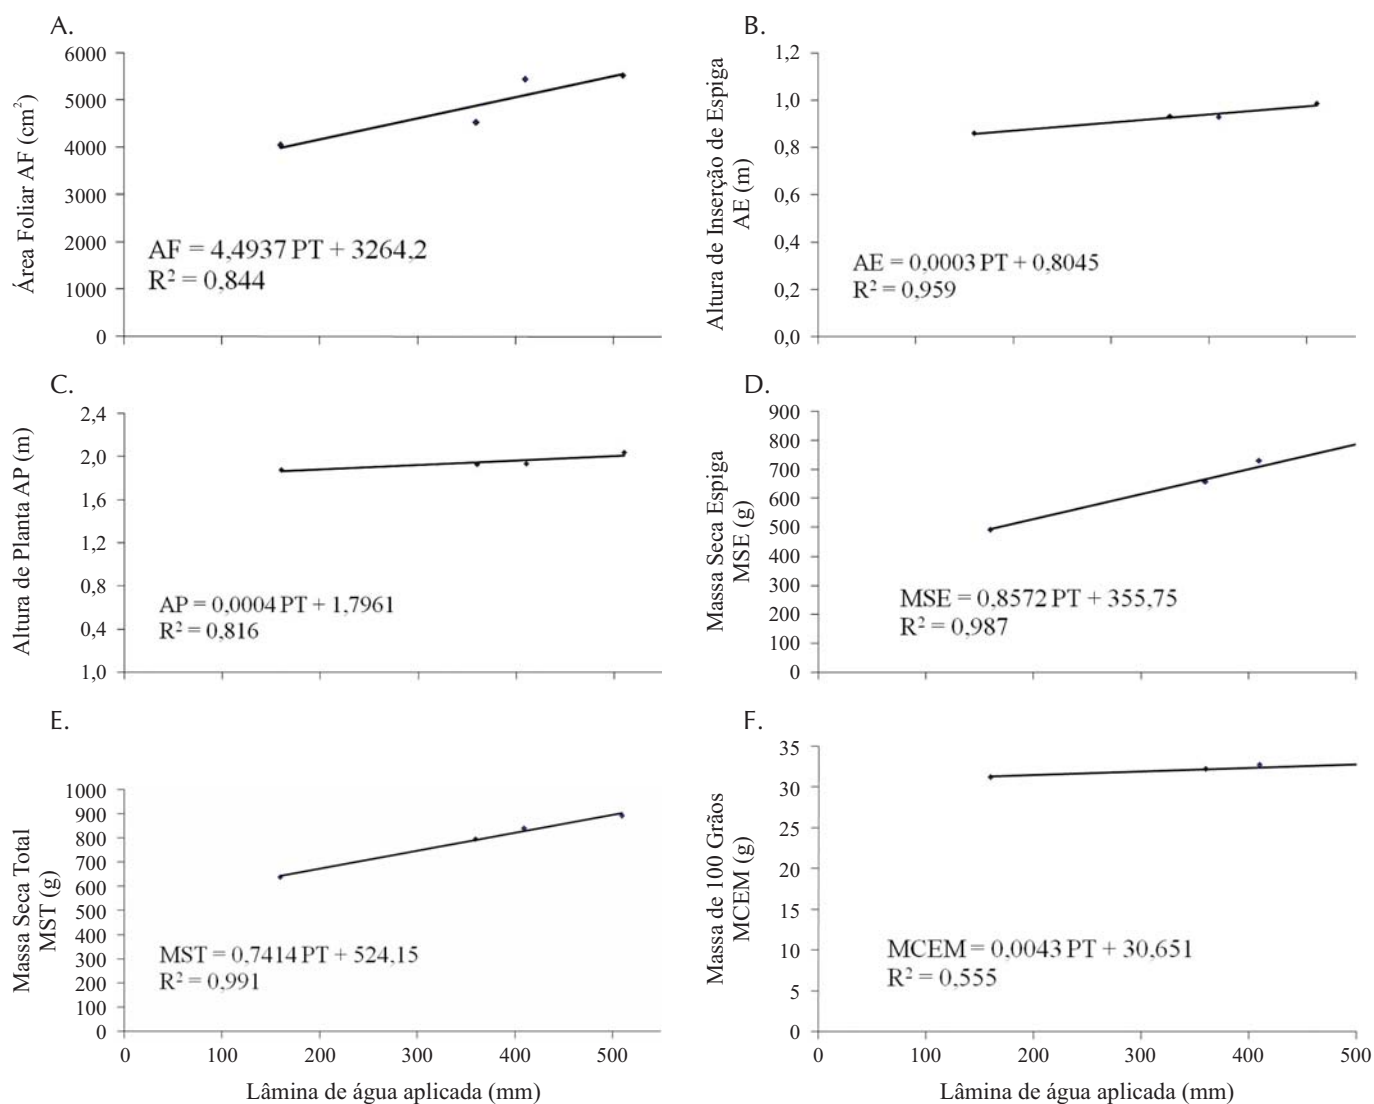 A.
Área Foliar AF (cm²)
6000
5000
4000
3000
2000
1000
0
AF = 4,4937 PT + 3264,2
R² = 0,844
B.
Altura de Inserção de Espiga
AE (m)
1,2
1,0
0,8
0,6
0,4
0,2
0,0
AE = 0,0003 PT + 0,8045
R² = 0,959
C.
Altura de Planta AP (m)
2,4
2,0
1,6
1,2
0,8
0,4
1,0
AP = 0,0004 PT + 1,7961
R² = 0,816
D.
Massa Seca Espiga
MSE (g)
900
800
700
600
500
400
300
200
100
0
MSE = 0,8572 PT + 355,75
R² = 0,987
E.
Massa Seca Total
MST (g)
1000
900
800
700
600
500
400
300
200
100
0
MST = 0,7414 PT + 524,15
R² = 0,991
0 100 200 300 400 500
Lâmina de água aplicada (mm)
F.
Massa de 100 Grãos
MCEM (g)
35
30
25
20
15
10
5
0
MCEM = 0,0043 PT + 30,651
R² = 0,555
0 100 300 400 500
Lâmina de água aplicada (mm)